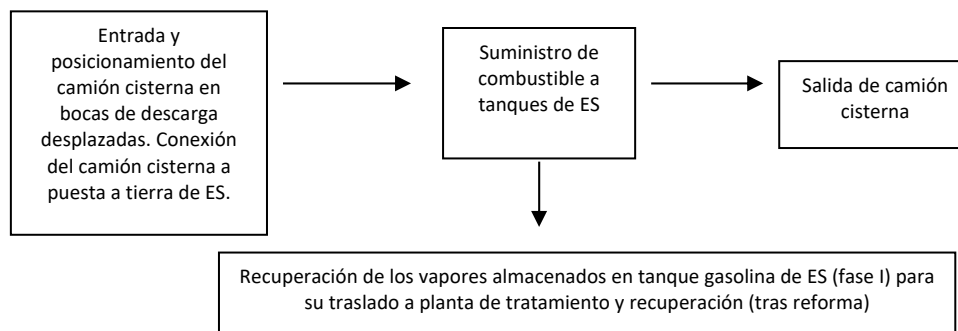 Entrada y
posicionamiento del
camión cisterna en
bocas de descarga
desplazadas. Conexión
del camión cisterna a
puesta a tierra de ES.
Suministro de
combustible a
tanques de ES
Salida de camión
cisterna
Recuperación de los vapores almacenados en tanque gasolina de ES (fase I) para
su traslado a planta de tratamiento y recuperación (tras reforma)